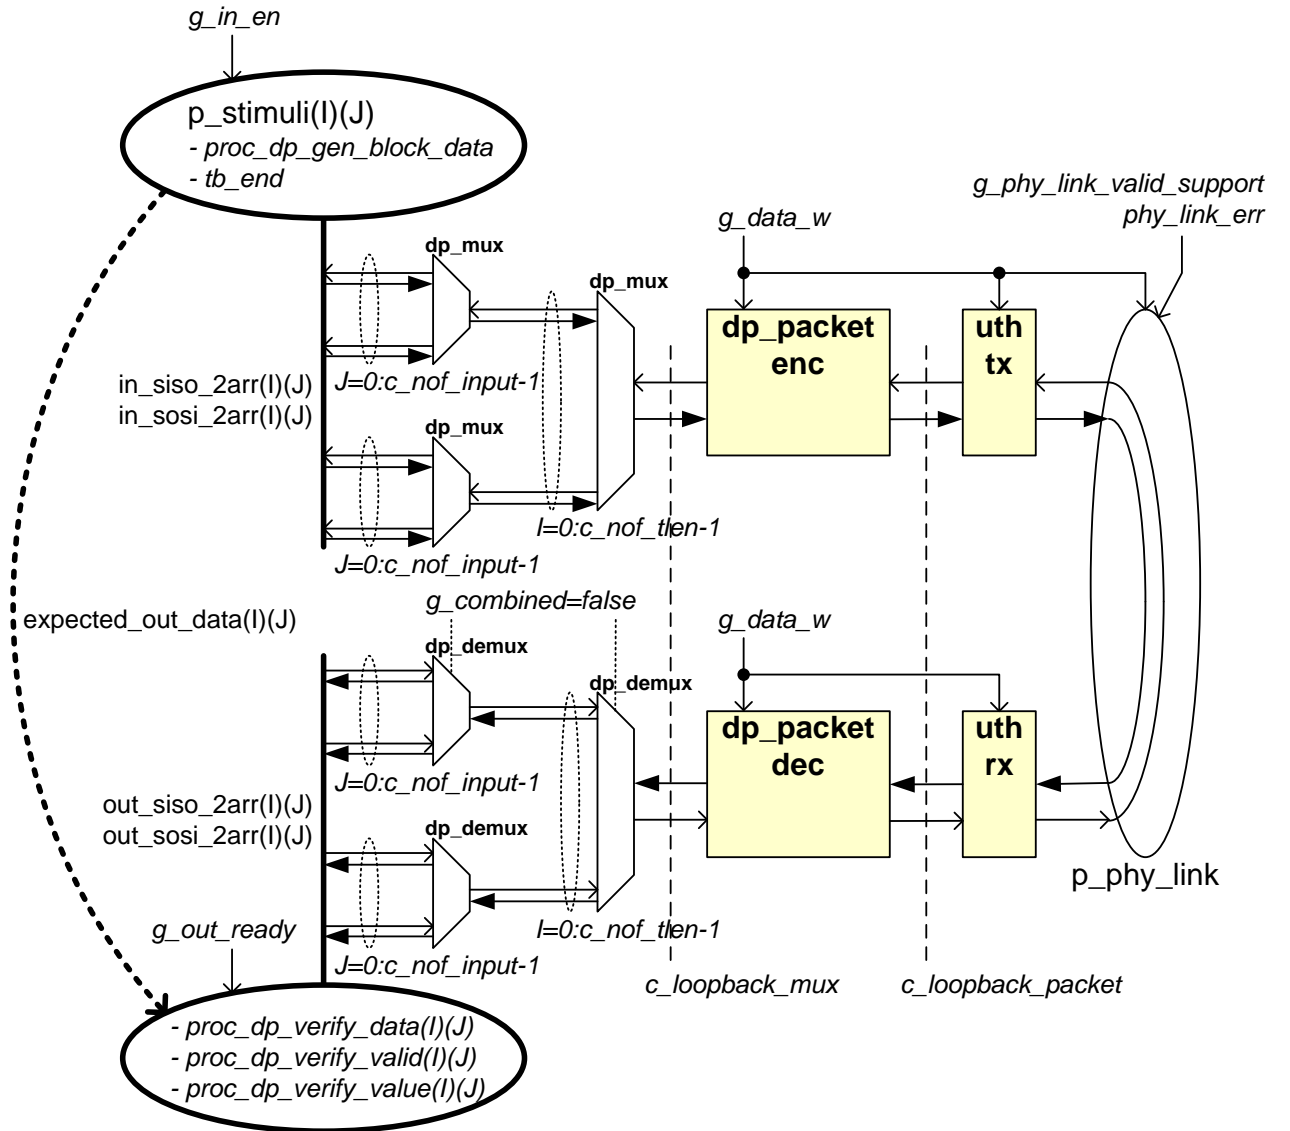 g_in_en
p_stimuli(I)(J)
- proc_dp_gen_block_data
- tb_end
g_phy_link_valid_support
phy_link_err
g_data_w
dp_mux
dp_mux
dp_packet
enc
uth
tx
J=0:c_nof_input-1
in_siso_2arr(I)(J)
in_sosi_2arr(I)(J)
dp_mux
I=0:c_nof_tlen-1
J=0:c_nof_input-1
g_combined=false
expected_out_data(I)(J)
g_data_w
dp_demux
dp_demux
dp_packet
dec
uth
rx
J=0:c_nof_input-1
out_siso_2arr(I)(J)
out_sosi_2arr(I)(J)
dp_demux
p_phy_link
g_out_ready
I=0:c_nof_tlen-1
J=0:c_nof_input-1
c_loopback_mux
c_loopback_packet
- proc_dp_verify_data(I)(J)
- proc_dp_verify_valid(I)(J)
- proc_dp_verify_value(I)(J)